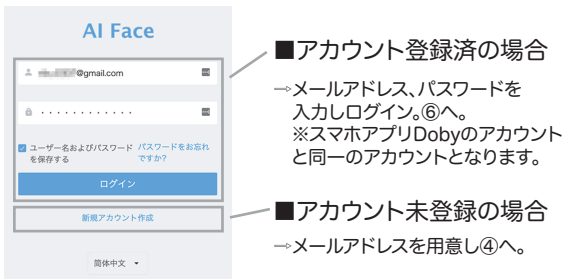 AI Face
@gmail.com
・・・・・・・・・・・・
ユーザー名およびパスワード
を保存する
パスワードをお忘れ
ですか?
ログイン
新規アカウント作成
简体中文
■アカウント登録済の場合
→メールアドレス、パスワードを
入力しログイン。⑥へ。
※スマホアプリDobyのアカウント
と同一のアカウントとなります。
■アカウント未登録の場合
→メールアドレスを用意し④へ。